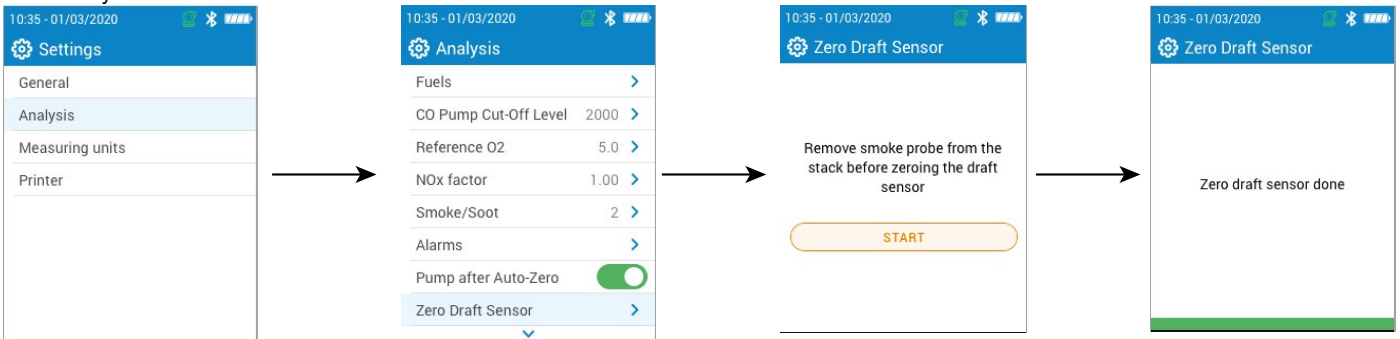 10:35 - 01/03/2020
Settings
General
Analysis
Measuring units
Printer
10:35 - 01/03/2020
Analysis
Fuels
CO Pump Cut-Off Level 2000
Reference O2 5.0
NOx factor 1.00
Smoke/Soot 2
Alarms
Pump after Auto-Zero
Zero Draft Sensor
10:35 - 01/03/2020
Zero Draft Sensor
Remove smoke probe from the
stack before zeroing the draft
sensor
START
10:35 - 01/03/2020
Zero Draft Sensor
Zero draft sensor done